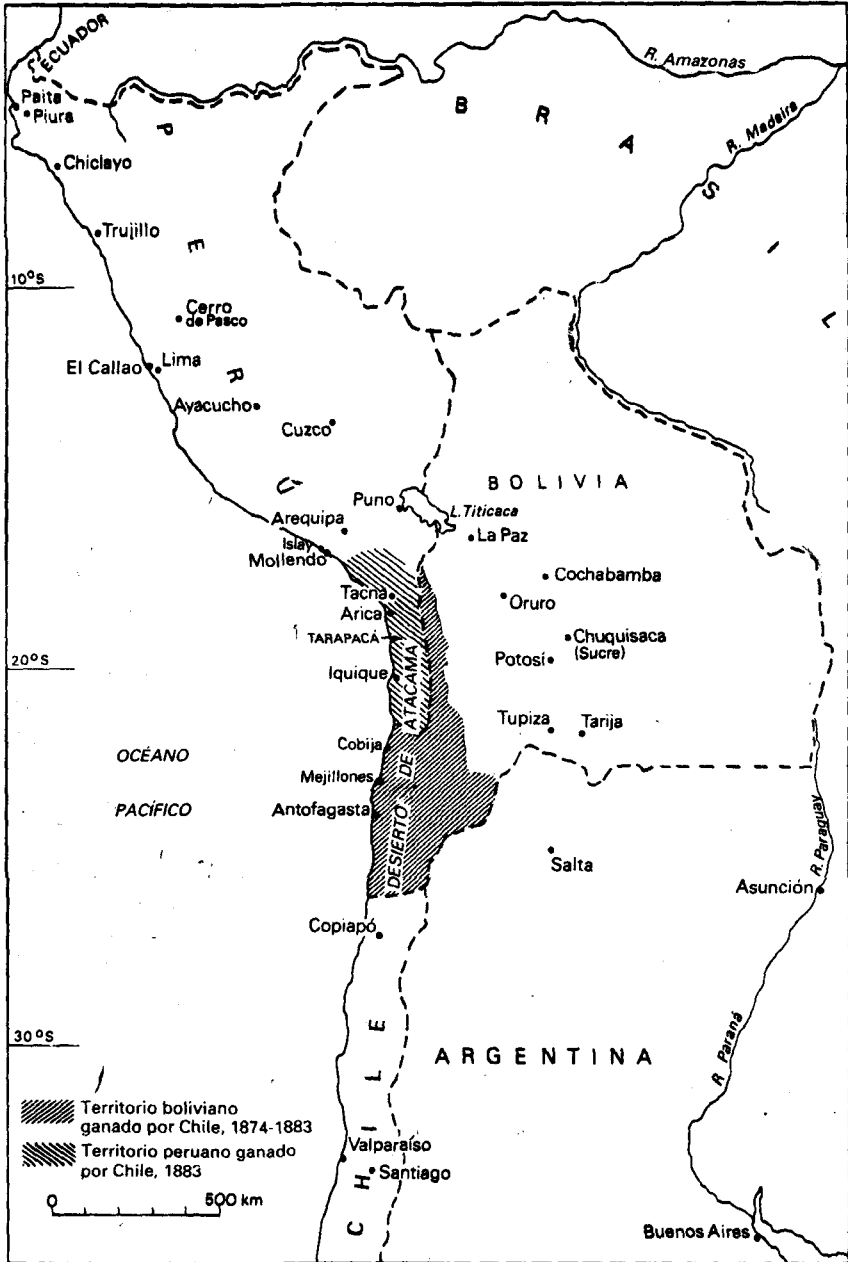 ECUADOR
Paita
Piura
Chiclayo
Trujillo
10°S
Cerro
de Pasco
El Callao
Lima
Ayacucho
Cuzco
PERÚ
BRASIL
R. Amazonas
R. Madeira
BOLIVIA
Puno
L. Titicaca
La Paz
Arequipa
Islay
Mollendo
Cochabamba
Tacna
Oruro
Arica
TARAPACÁ
Chuquisaca
(Sucre)
Potosí
20°S
Iquique
Tupiza
Tarija
Cobija
OCÉANO
PACÍFICO
Mejillones
Antofagasta
DESIERTO DE ATACAMA
Salta
R. Paraguay
Asunción
Copiapó
R. Paraná
30°S
CHILE
ARGENTINA
Territorio boliviano
ganado por Chile, 1874-1883
Territorio peruano ganado
por Chile, 1883
0 500 km
Valparaíso
Santiago
Buenos Aires